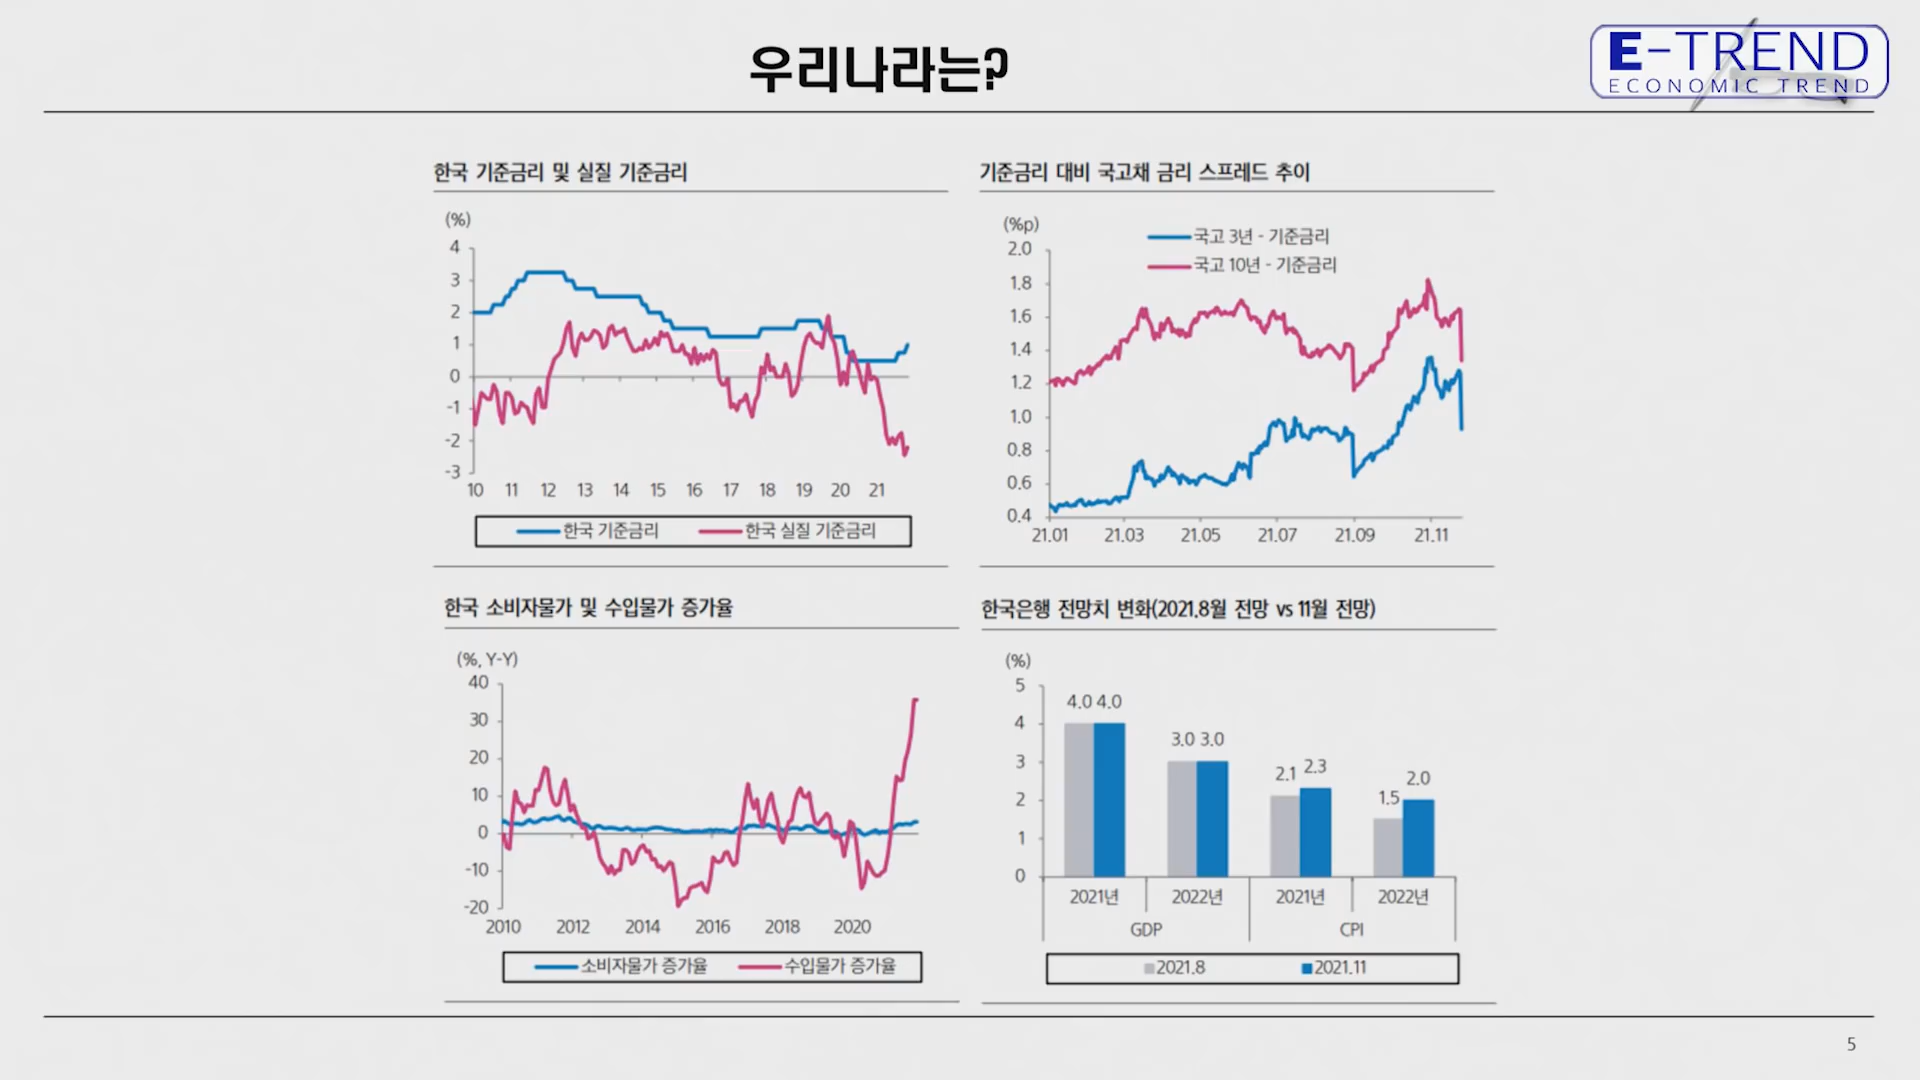 우리나라는?
E-TREND
ECONOMIC TREND
한국 기준금리 및 실질 기준금리
(%)
4
3
2
1
0
-1
-2
-3
10 11 12 13 14 15 16 17 18 19 20 21
한국 기준금리 한국 실질 기준금리
기준금리 대비 국고채 금리 스프레드 추이
(%p)
국고 3년 - 기준금리
국고 10년 - 기준금리
2.0
1.8
1.6
1.4
1.2
1.0
0.8
0.6
0.4
21.01 21.03 21.05 21.07 21.09 21.11
한국 소비자물가 및 수입물가 증가율
(%, Y-Y)
40
30
20
10
0
-10
-20
2010 2012 2014 2016 2018 2020
소비자물가 증가율 수입물가 증가율
한국은행 전망치 변화(2021.8월 전망 vs 11월 전망)
(%)
5
4
3
2
1
0
4.0 4.0
3.0 3.0
2.1 2.3
1.5 2.0
2021년 2022년 2021년 2022년
GDP CPI
2021.8 2021.11
5